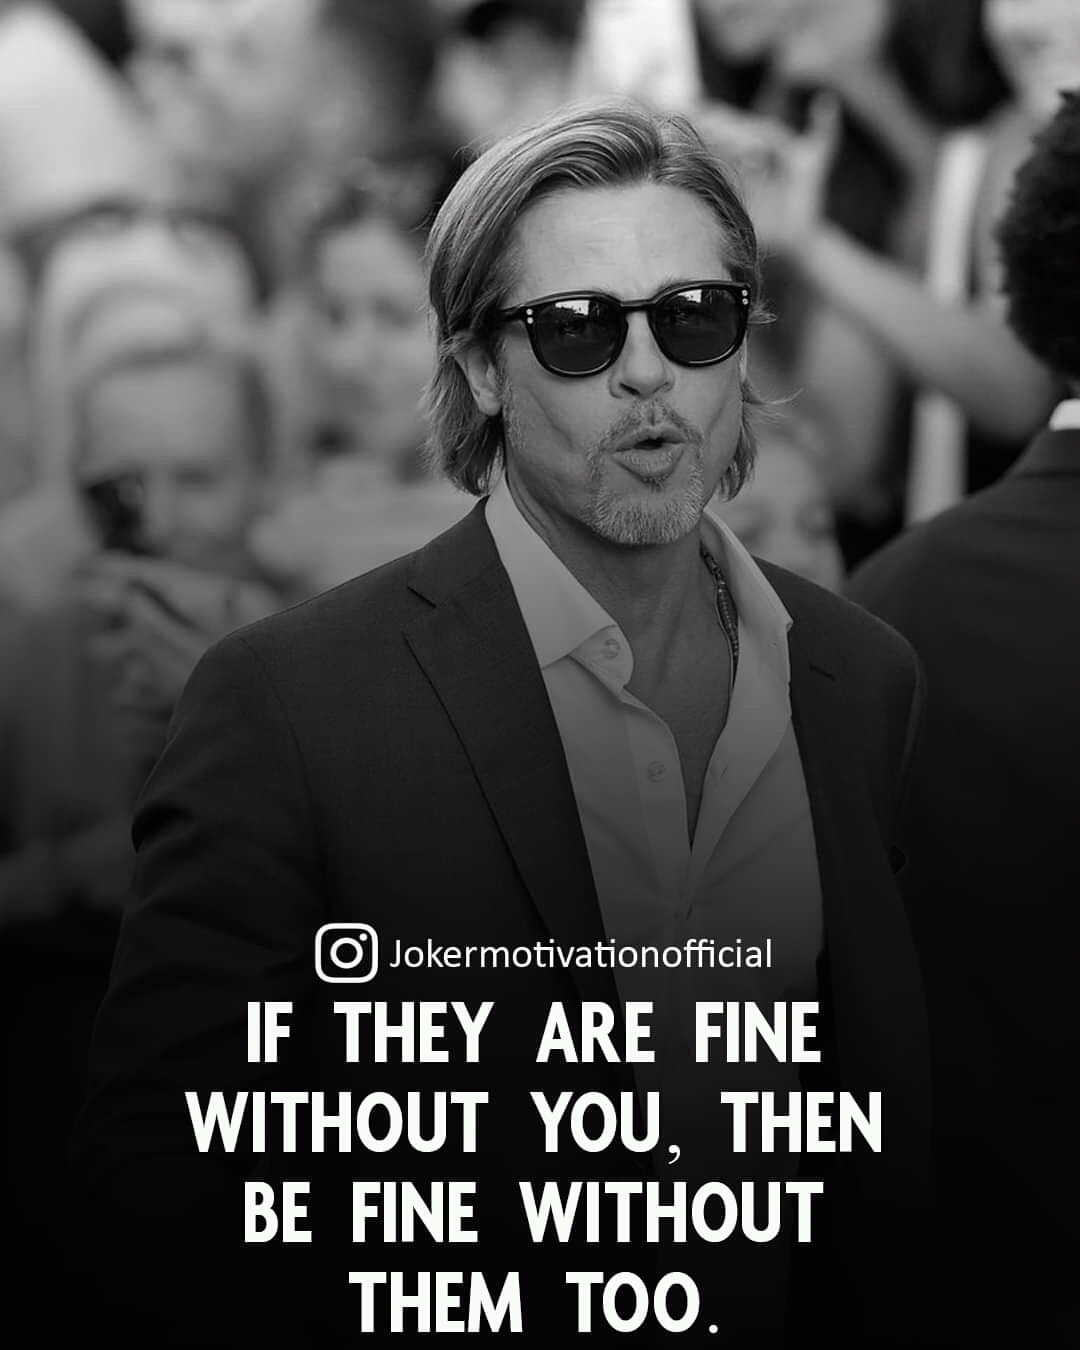 Jokermotivationofficial
IF THEY ARE FINE
WITHOUT YOU, THEN
BE FINE WITHOUT
THEM TOO.